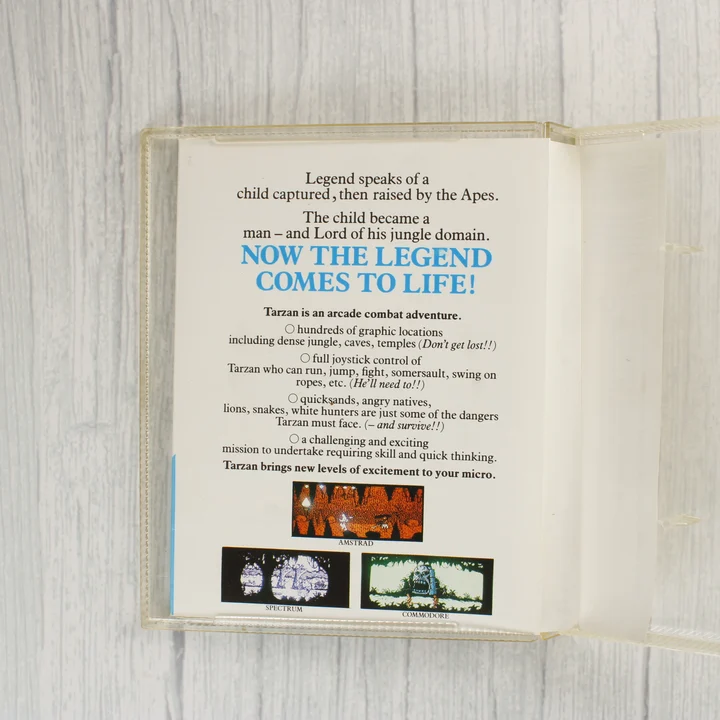 Legend speaks of a
child captured, then raised by the Apes.
The child became a
man – and Lord of his jungle domain.
NOW THE LEGEND
COMES TO LIFE!
Tarzan is an arcade combat adventure.
○ hundreds of graphic locations
including dense jungle, caves, temples (Don't get lost!!)
○ full joystick control of
Tarzan who can run, jump, fight, somersault, swing on
ropes, etc. (He'll need to!!)
○ quicksands, angry natives,
lions, snakes, white hunters are just some of the dangers
Tarzan must face. (– and survive!!)
○ a challenging and exciting
mission to undertake requiring skill and quick thinking.
Tarzan brings new levels of excitement to your micro.
AMSTRAD
SPECTRUM
COMMODORE